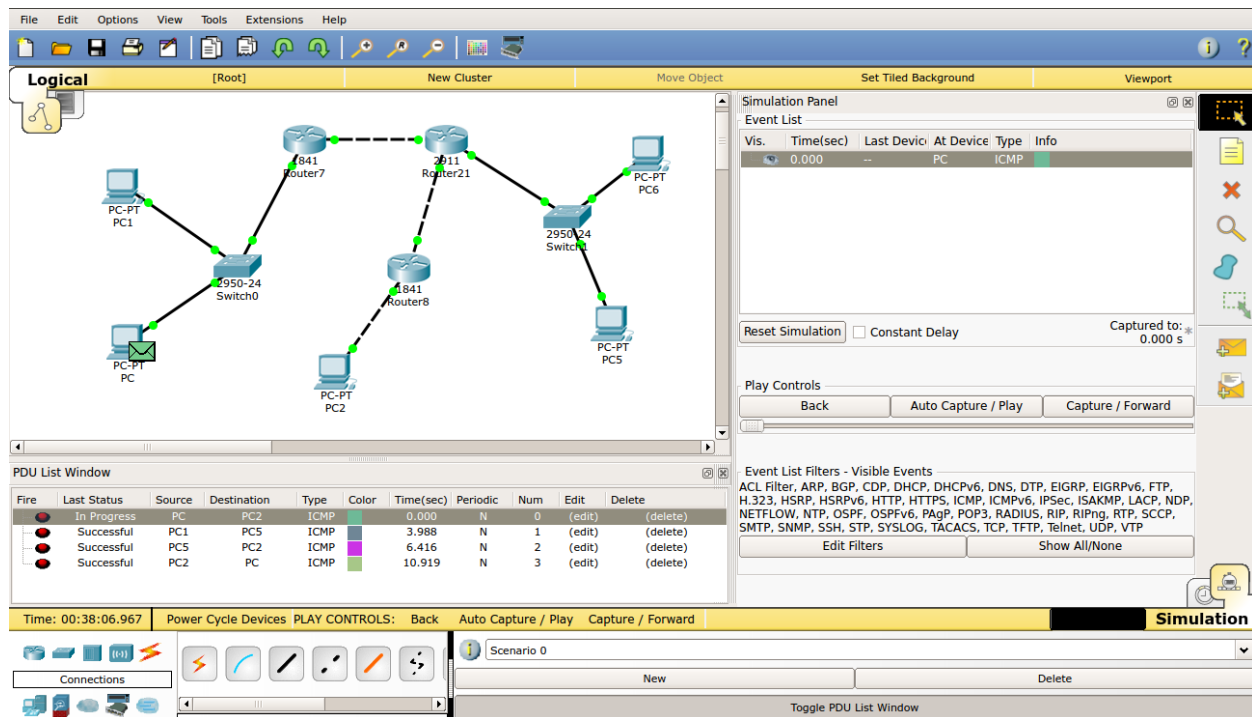 File Edit Options View Tools Extensions Help
Logical [Root] New Cluster Move Object Set Tiled Background Viewport
1841
Router7
2911
Router21
PC-PT
PC6
PC-PT
PC1
2950-24
Switch1
2950-24
Switch0
1841
Router8
PC-PT
PC5
PC-PT
PC
PC-PT
PC2
Simulation Panel
Event List
Vis. Time(sec) Last Devic At Device Type Info
0.000 -- PC ICMP
Reset Simulation Constant Delay Captured to: *
0.000 s
Play Controls
Back Auto Capture / Play Capture / Forward
Event List Filters - Visible Events
ACL Filter, ARP, BGP, CDP, DHCP, DHCPv6, DNS, DTP, EIGRP, EIGRPv6, FTP,
H.323, HSRP, HSRPv6, HTTP, HTTPS, ICMP, ICMPv6, IPSec, ISAKMP, LACP, NDP,
NETFLOW, NTP, OSPF, OSPFv6, PAgP, POP3, RADIUS, RIP, RIPng, RTP, SCCP,
SMTP, SNMP, SSH, STP, SYSLOG, TACACS, TCP, TFTP, Telnet, UDP, VTP
Edit Filters Show All/None
PDU List Window
Fire Last Status Source Destination Type Color Time(sec) Periodic Num Edit Delete
In Progress PC PC2 ICMP 0.000 N 0 (edit) (delete)
Successful PC1 PC5 ICMP 3.988 N 1 (edit) (delete)
Successful PC5 PC2 ICMP 6.416 N 2 (edit) (delete)
Successful PC2 PC ICMP 10.919 N 3 (edit) (delete)
Time: 00:38:06.967 Power Cycle Devices PLAY CONTROLS: Back Auto Capture / Play Capture / Forward Simulation
Connections
Scenario 0
New Delete
Toggle PDU List Window